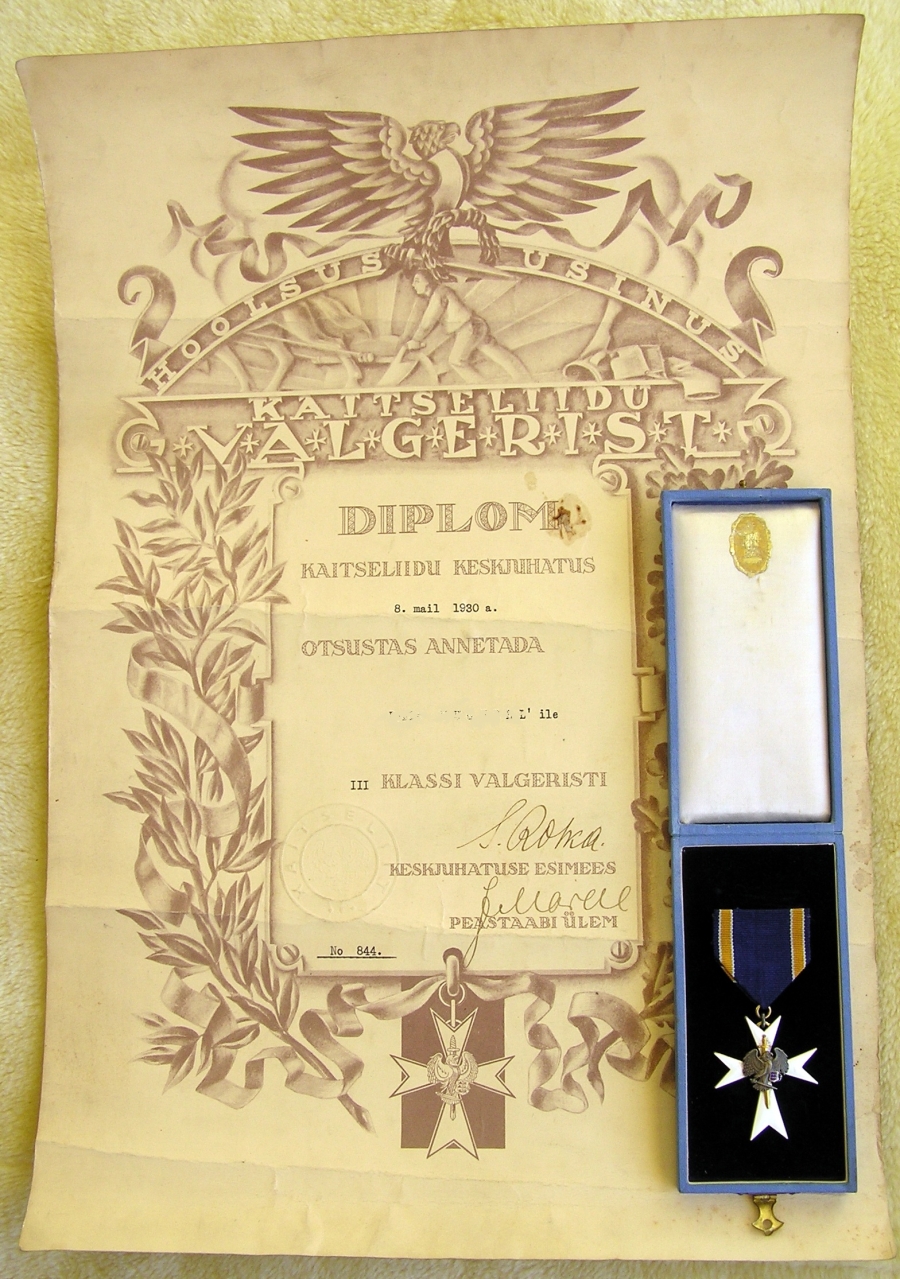 HOOLSUS USINUS
KAITSELIIDU
VALGERIST
DIPLOM
KAITSELIIDU KESKJUHATUS
8. mail 1930 a.
OTSUSTAS ANNETADA
L' ile
III KLASSI VALGERISTI
S. Roska.
KESKJUHATUSE ESIMEES
PEASTAABI ÜLEM
No 844.